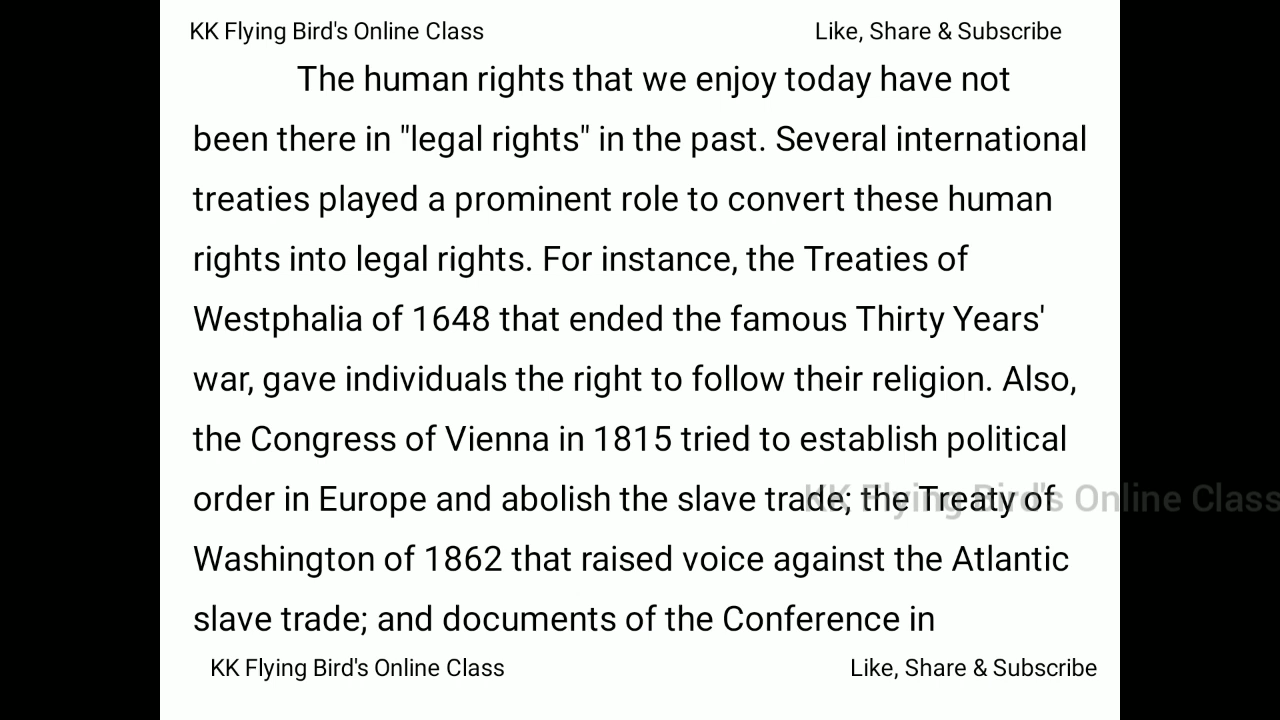 KK Flying Bird's Online Class Like, Share & Subscribe
The human rights that we enjoy today have not
been there in "legal rights" in the past. Several international
treaties played a prominent role to convert these human
rights into legal rights. For instance, the Treaties of
Westphalia of 1648 that ended the famous Thirty Years'
war, gave individuals the right to follow their religion. Also,
the Congress of Vienna in 1815 tried to establish political
order in Europe and abolish the slave trade; the Treaty of
KK Flying Bird's Online Class
Washington of 1862 that raised voice against the Atlantic
slave trade; and documents of the Conference in
KK Flying Bird's Online Class Like, Share & Subscribe